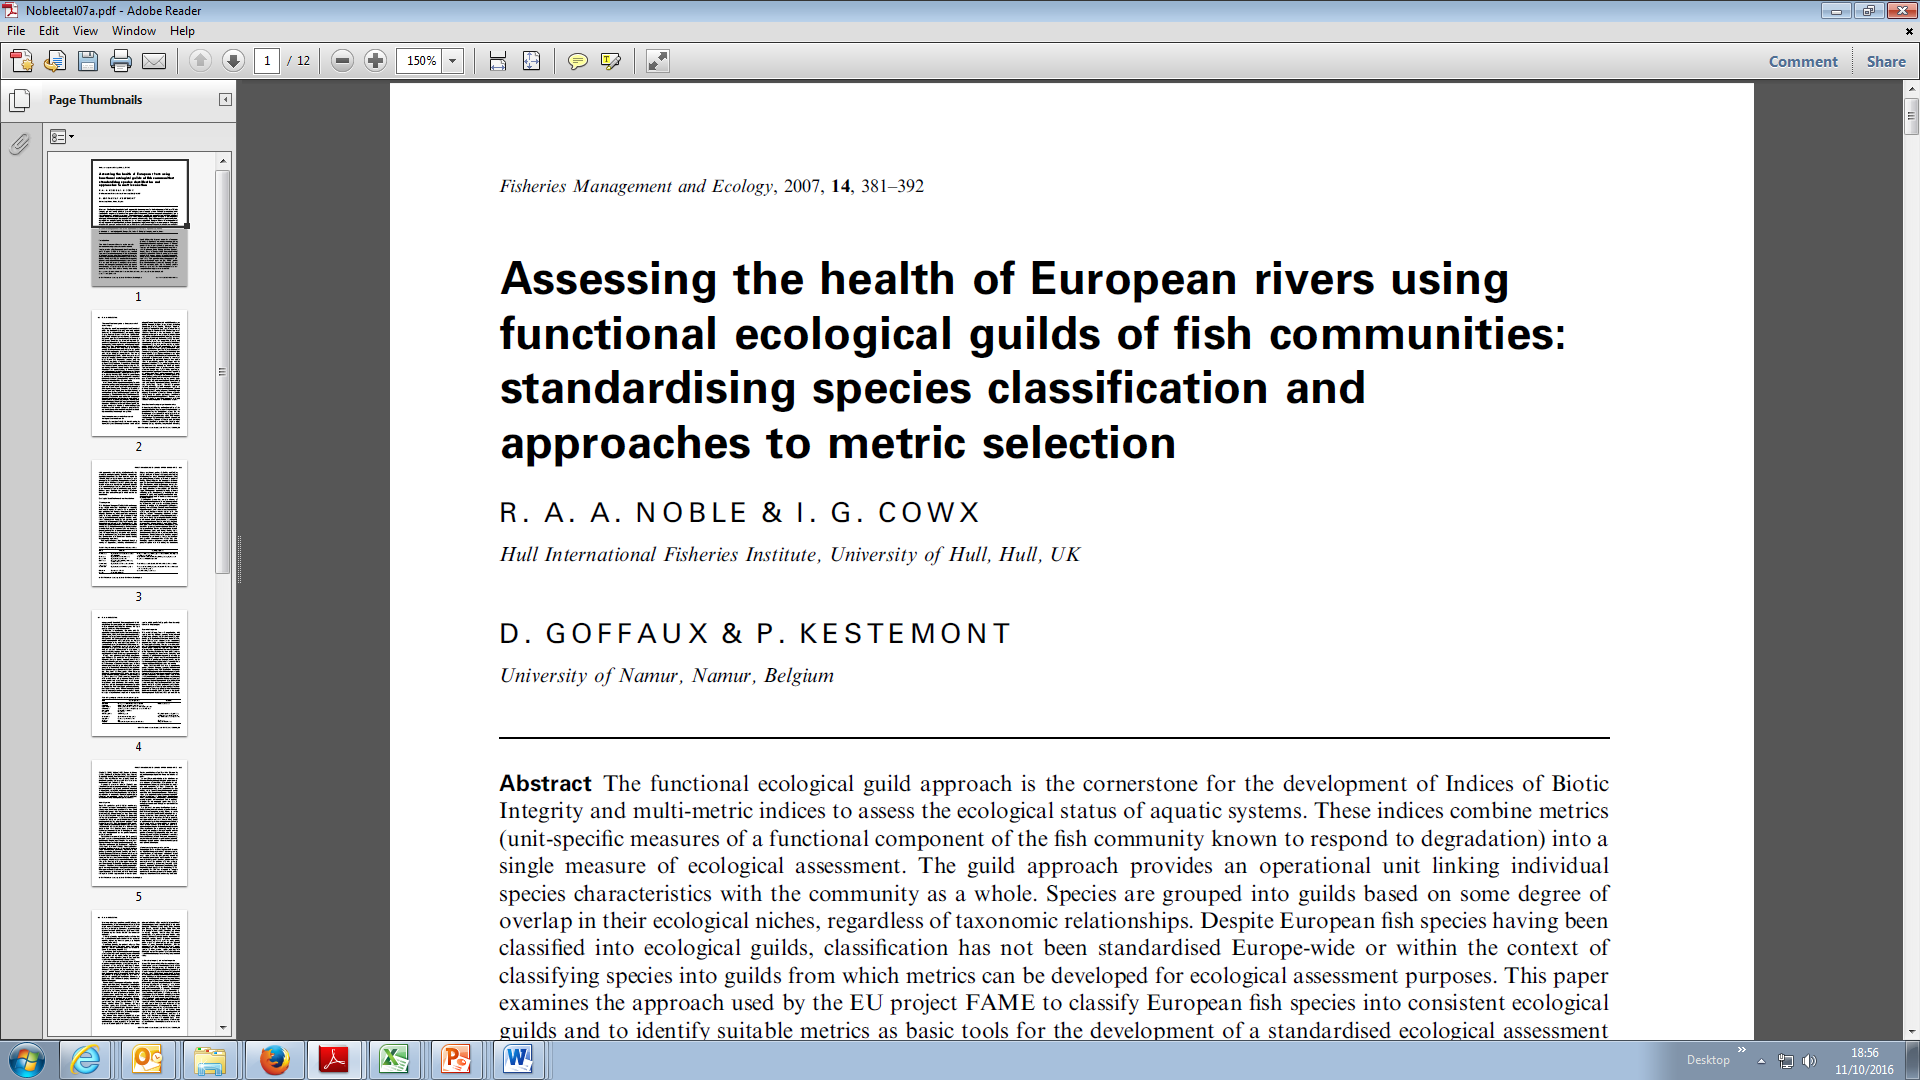 Nobleetal07a.pdf - Adobe Reader
File Edit View Window Help
1 / 12 150% Comment Share
Page Thumbnails
1
2
3
4
5
Fisheries Management and Ecology, 2007, 14, 381–392
Assessing the health of European rivers using
functional ecological guilds of fish communities:
standardising species classification and
approaches to metric selection
R. A. A. NOBLE & I. G. COWX
Hull International Fisheries Institute, University of Hull, Hull, UK
D. GOFFAUX & P. KESTEMONT
University of Namur, Namur, Belgium
Abstract The functional ecological guild approach is the cornerstone for the development of Indices of Biotic
Integrity and multi-metric indices to assess the ecological status of aquatic systems. These indices combine metrics
(unit-specific measures of a functional component of the fish community known to respond to degradation) into a
single measure of ecological assessment. The guild approach provides an operational unit linking individual
species characteristics with the community as a whole. Species are grouped into guilds based on some degree of
overlap in their ecological niches, regardless of taxonomic relationships. Despite European fish species having been
classified into ecological guilds, classification has not been standardised Europe-wide or within the context of
classifying species into guilds from which metrics can be developed for ecological assessment purposes. This paper
examines the approach used by the EU project FAME to classify European fish species into consistent ecological
guilds and to identify suitable metrics as basic tools for the development of a standardised ecological assessment
Desktop
18:56
11/10/2016